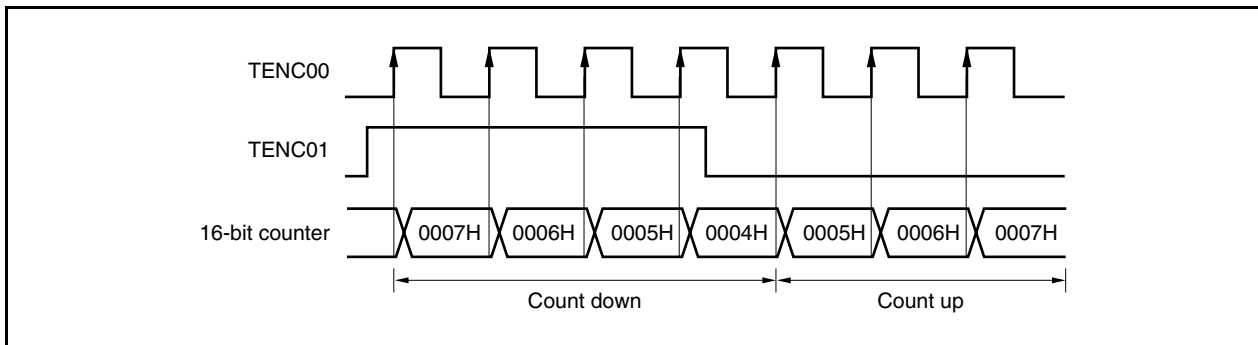 TENC00
TENC01
16-bit counter 0007H 0006H 0005H 0004H 0005H 0006H 0007H
Count down Count up